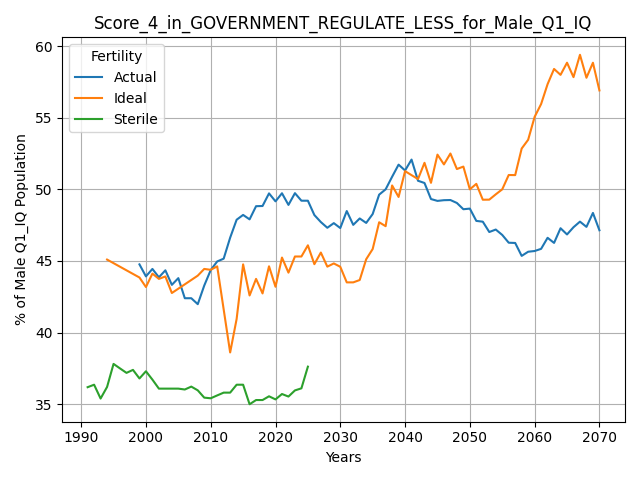 Score_4_in_GOVERNMENT_REGULATE_LESS_for_Male_Q1_IQ
Fertility
Actual
Ideal
Sterile
60
55
50
45
40
35
% of Male Q1_IQ Population
1990 2000 2010 2020 2030 2040 2050 2060 2070
Years